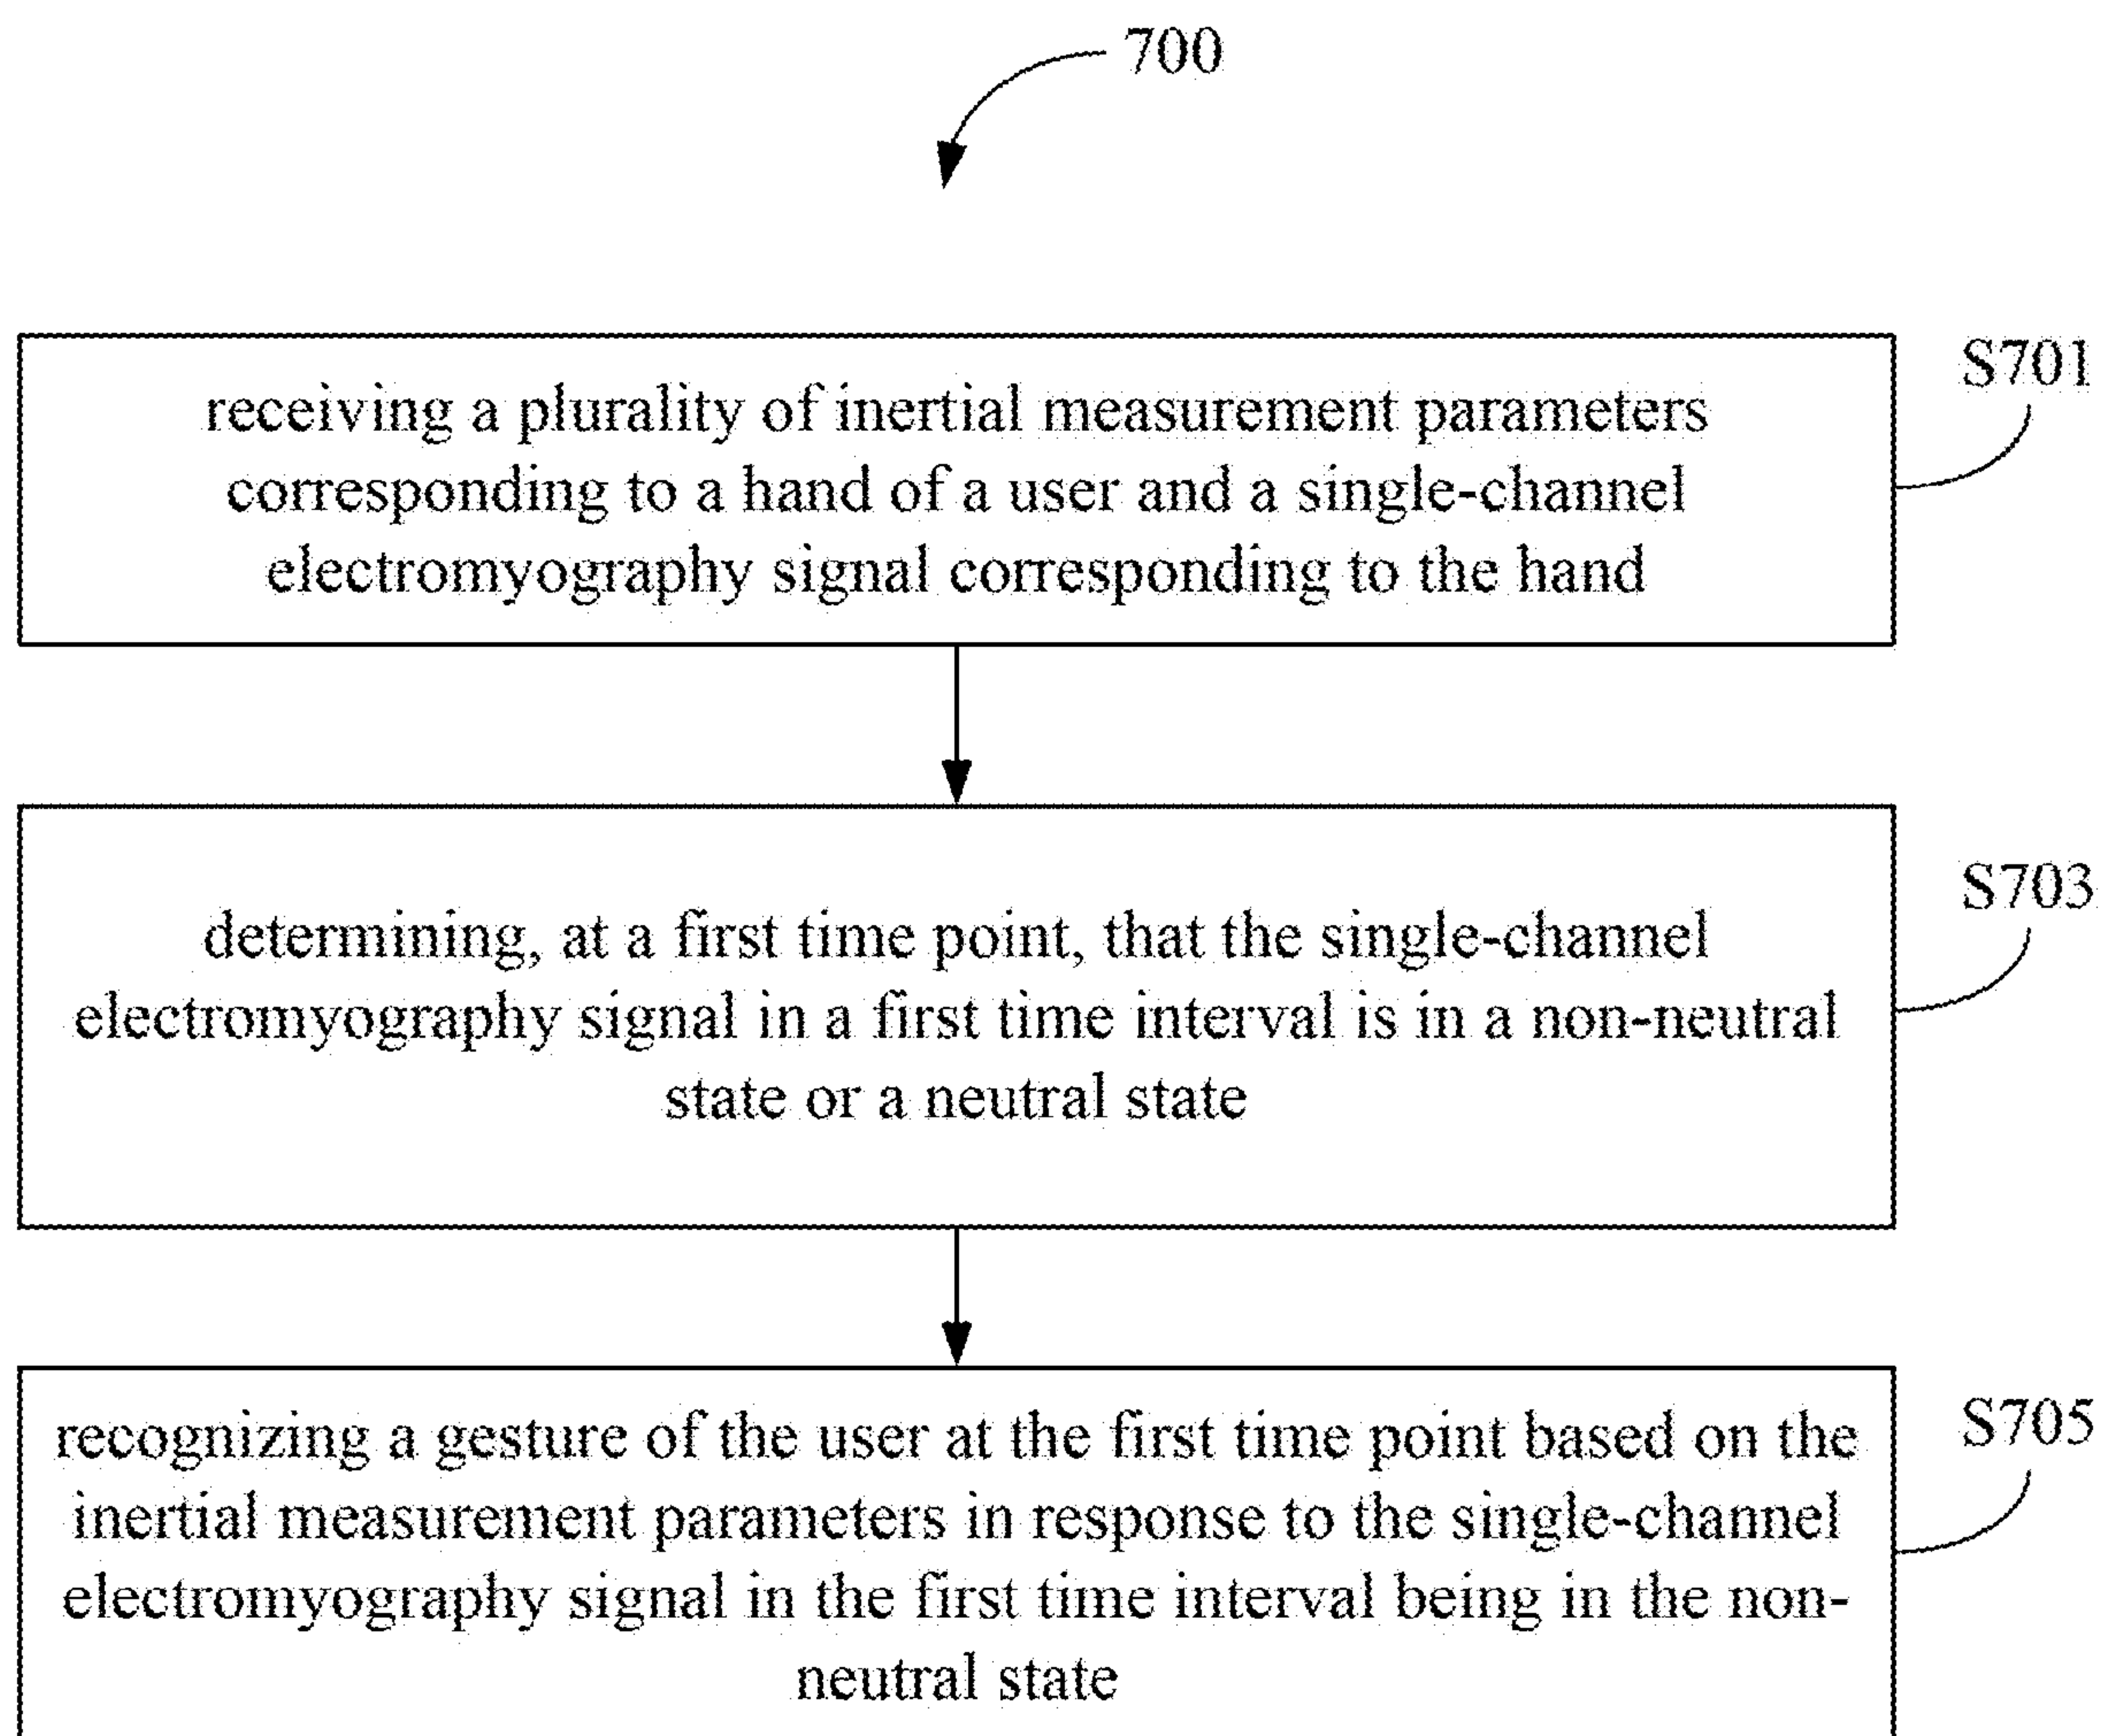 700
S701
receiving a plurality of inertial measurement parameters
corresponding to a hand of a user and a single-channel
electromyography signal corresponding to the hand
S703
determining, at a first time point, that the single-channel
electromyography signal in a first time interval is in a non-neutral
state or a neutral state
S705
recognizing a gesture of the user at the first time point based on the
inertial measurement parameters in response to the single-channel
electromyography signal in the first time interval being in the non-
neutral state